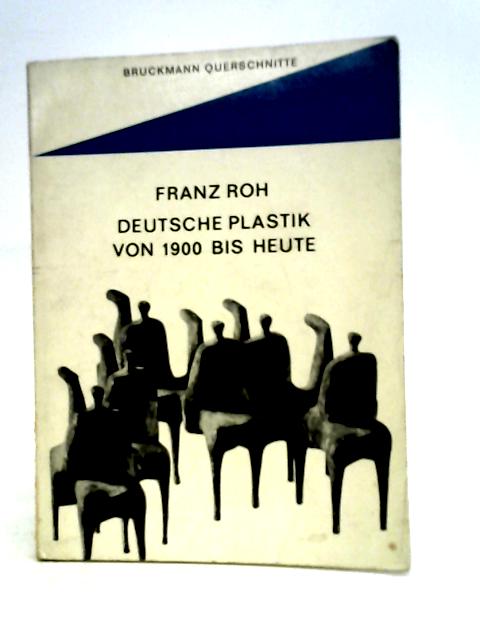 BRUCKMANN QUERSCHNITTE
FRANZ ROH
DEUTSCHE PLASTIK
VON 1900 BIS HEUTE